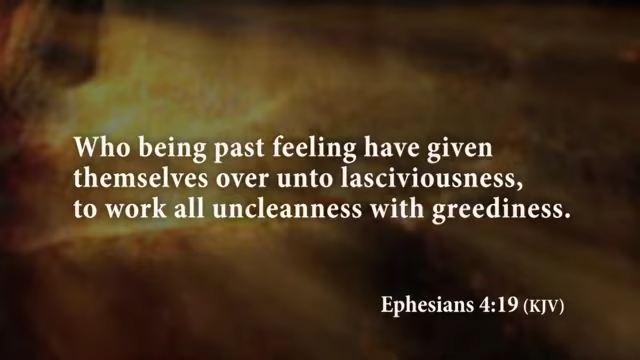 Who being past feeling have given
themselves over unto lasciviousness,
to work all uncleanness with greediness.
Ephesians 4:19 (KJV)